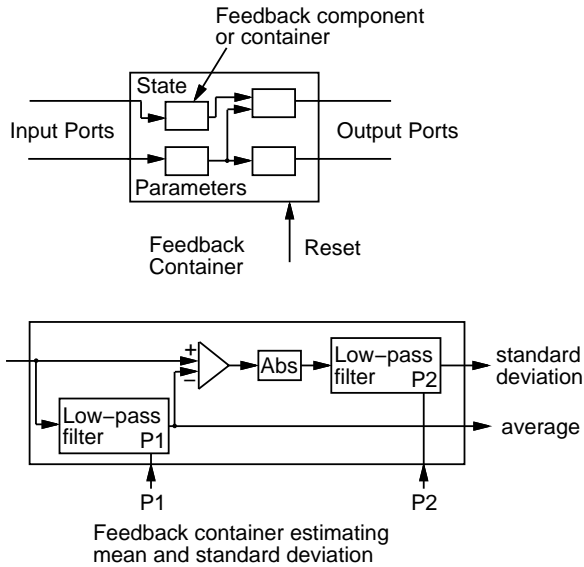 Feedback component
or container
State
Input Ports
Output Ports
Parameters
Feedback
Container
Reset
+
−
Abs
Low−pass
filter
P2
standard
deviation
Low−pass
filter
P1
average
P1
P2
Feedback container estimating
mean and standard deviation